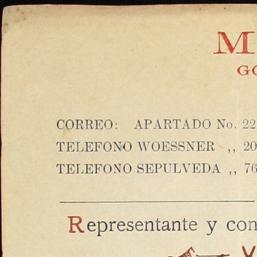 M
GO
CORREO: APARTADO No. 22
TELEFONO WOESSNER ,, 20
TELEFONO SEPULVEDA ,, 76
Representante y con